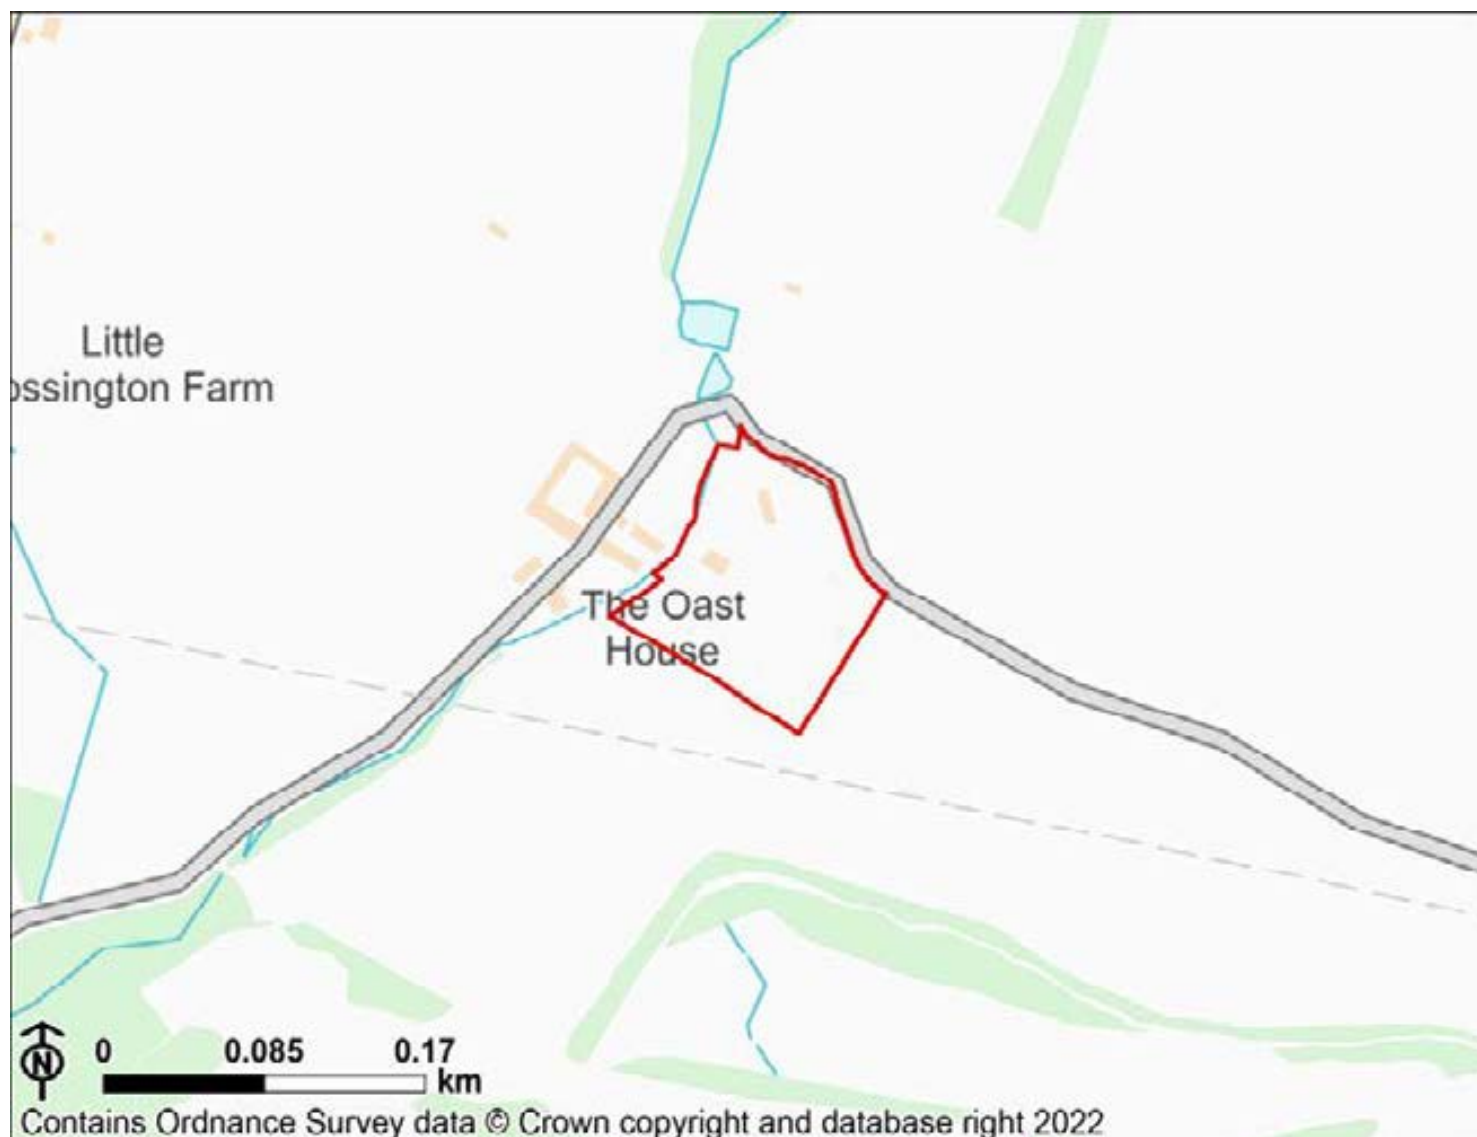 Little
ossington Farm
The Oast
House
N
0 0.085 0.17
km
Contains Ordnance Survey data © Crown copyright and database right 2022